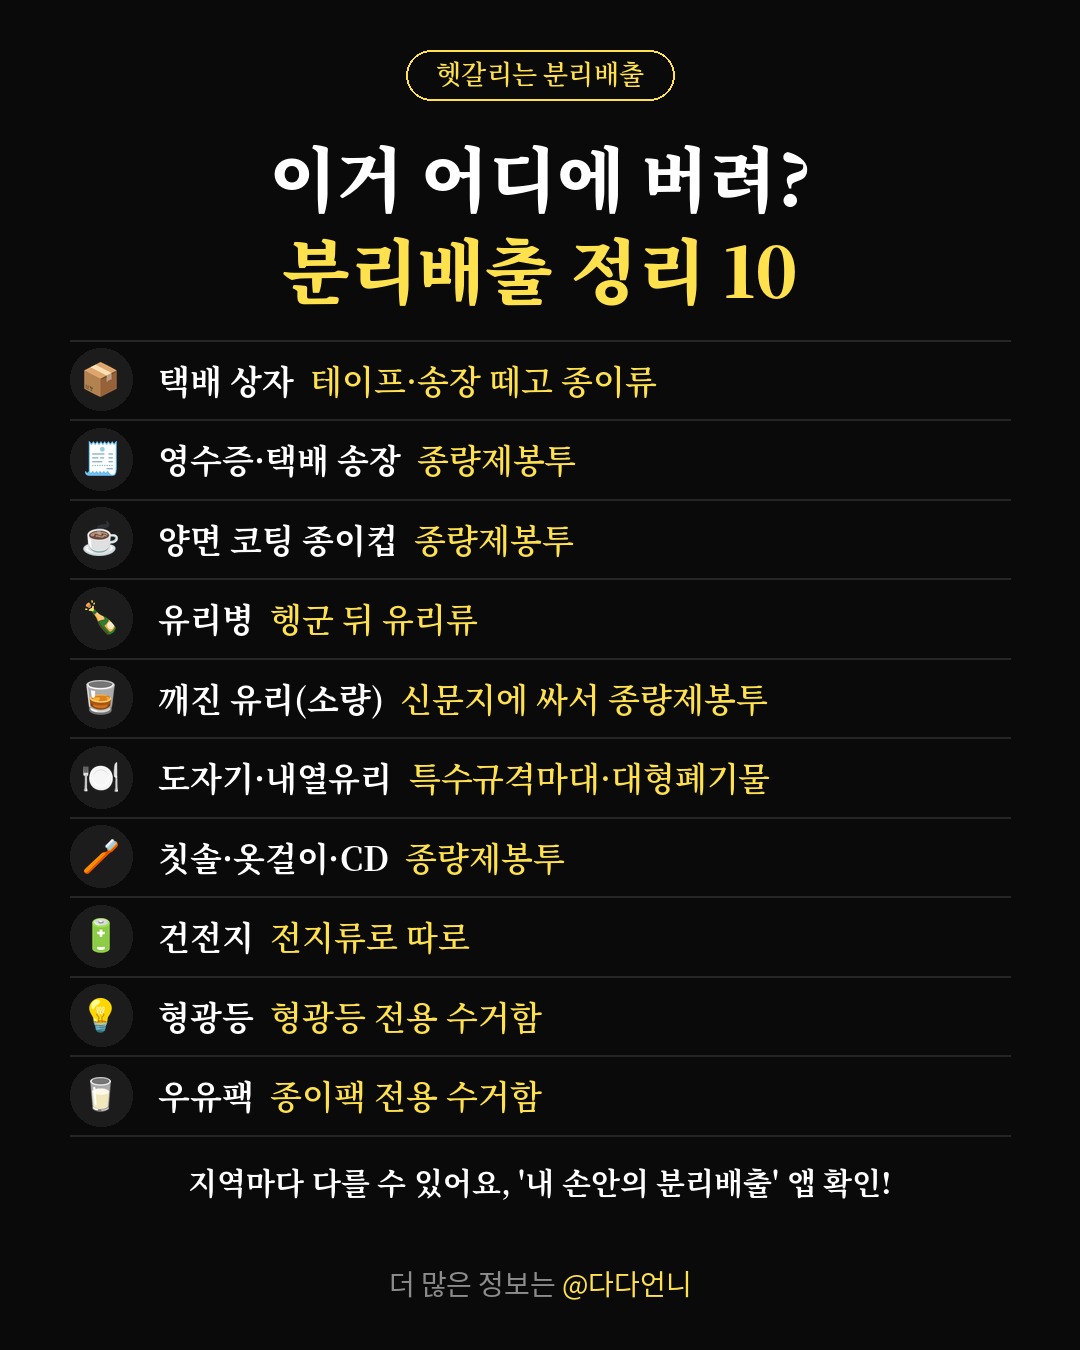 헷갈리는 분리배출
이거 어디에 버려?
분리배출 정리 10
택배 상자 테이프·송장 떼고 종이류
영수증·택배 송장 종량제봉투
양면 코팅 종이컵 종량제봉투
유리병 헹군 뒤 유리류
깨진 유리(소량) 신문지에 싸서 종량제봉투
도자기·내열유리 특수규격마대·대형폐기물
칫솔·옷걸이·CD 종량제봉투
건전지 전지류로 따로
형광등 형광등 전용 수거함
우유팩 종이팩 전용 수거함
지역마다 다를 수 있어요, '내 손안의 분리배출' 앱 확인!
더 많은 정보는 @다다언니